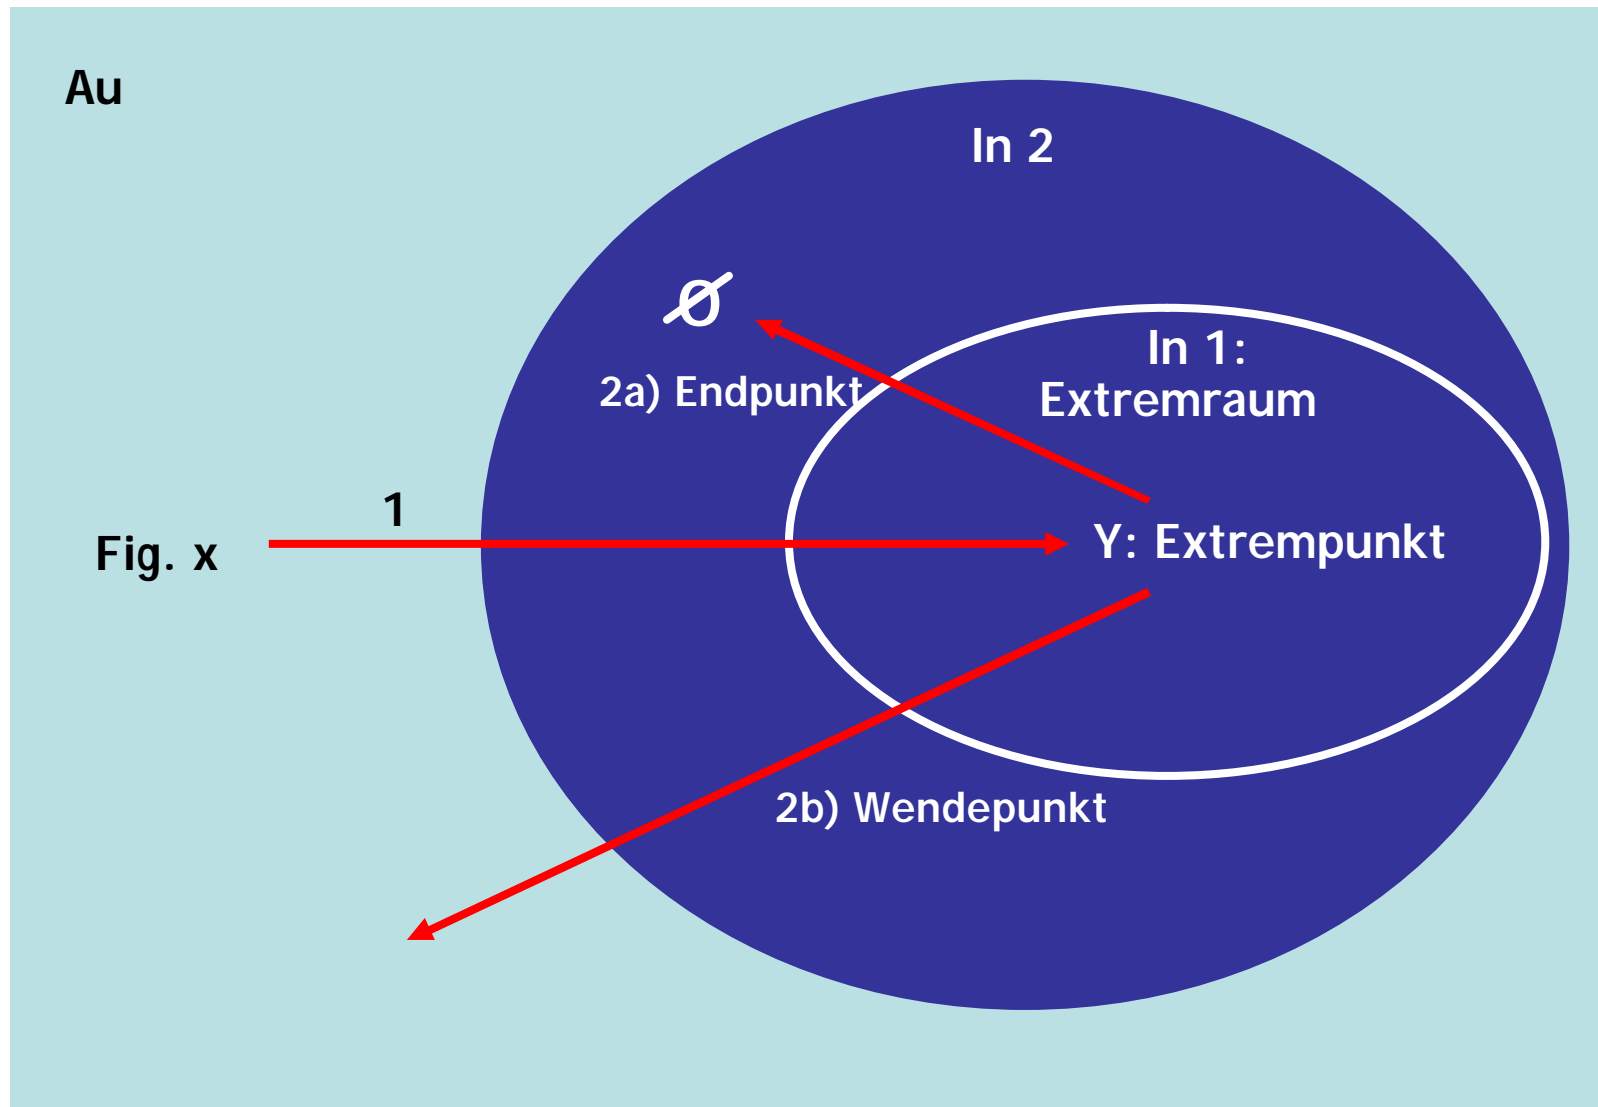 Au
In 2
Ø
In 1:
Extremraum
2a) Endpunkt
1
Fig. x
Y: Extrempunkt
2b) Wendepunkt